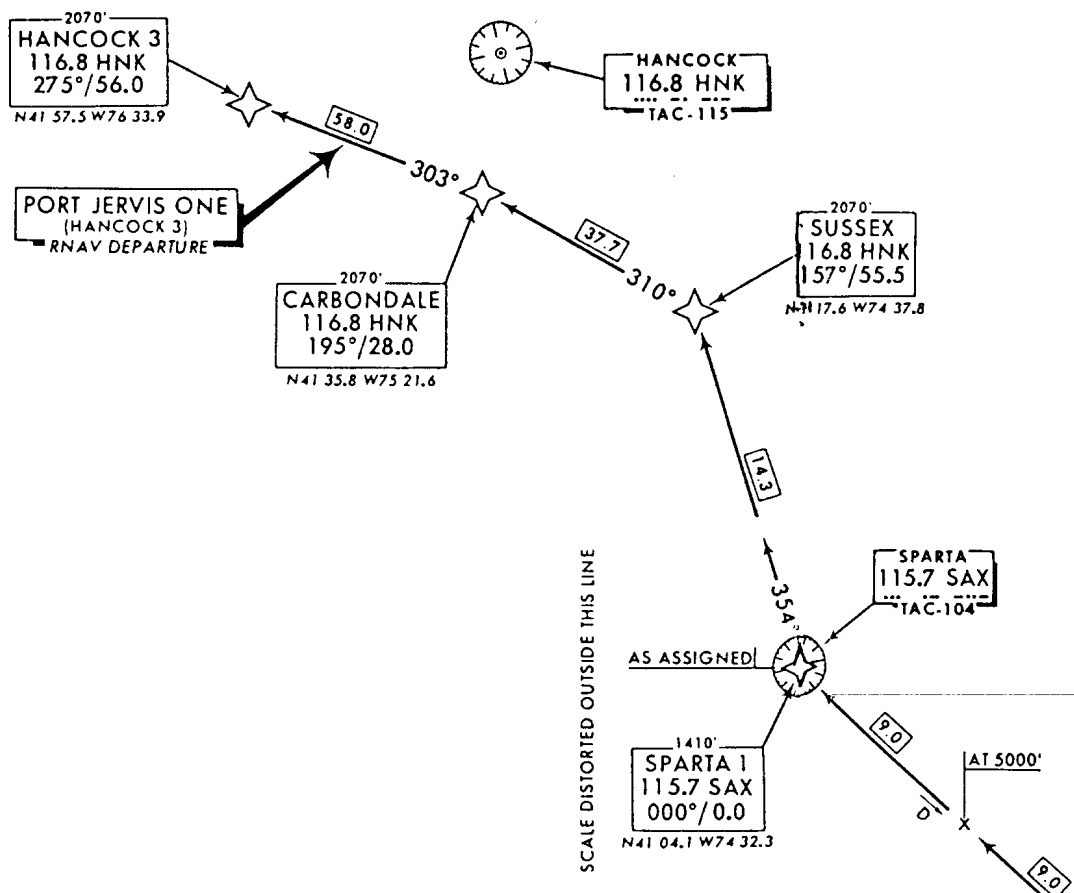 2070'
HANCOCK 3
116.8 HNK
275°/56.0
N41 57.5 W76 33.9
HANCOCK
116.8 HNK
TAC-115
58.0
303°
PORT JERVIS ONE
(HANCOCK 3)
RNAV DEPARTURE
37.7
310°
2070'
SUSSEX
16.8 HNK
157°/55.5
17.6 W74 37.8
2070'
CARBONDALE
116.8 HNK
195°/28.0
N41 35.8 W75 21.6
14.3
SCALE DISTORTED OUTSIDE THIS LINE
354°
SPARTA
115.7 SAX
TAC-104
AS ASSIGNED
9.0
1410'
SPARTA 1
115.7 SAX
000°/0.0
N41 04.1 W74 32.3
AT 5000'
D
X
9.0